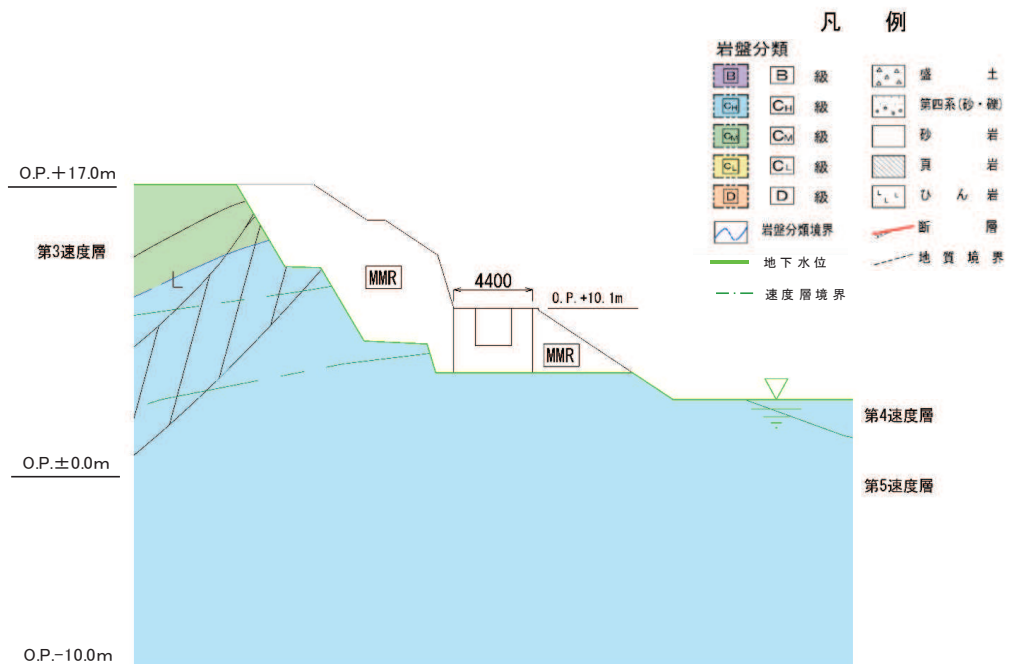 凡 例
岩盤分類
B B 級
CH CH 級
CM CM 級
CL CL 級
D D 級
岩盤分類境界
地下水位
速度層境界
盛 土
第四系(砂・礫)
砂 岩
頁 岩
ひ ん 岩
断 層
地 質 境 界
O.P.＋17.0m
第3速度層
L
MMR
4400
O.P.+10.1m
MMR
第4速度層
O.P.±0.0m
第5速度層
O.P.-10.0m